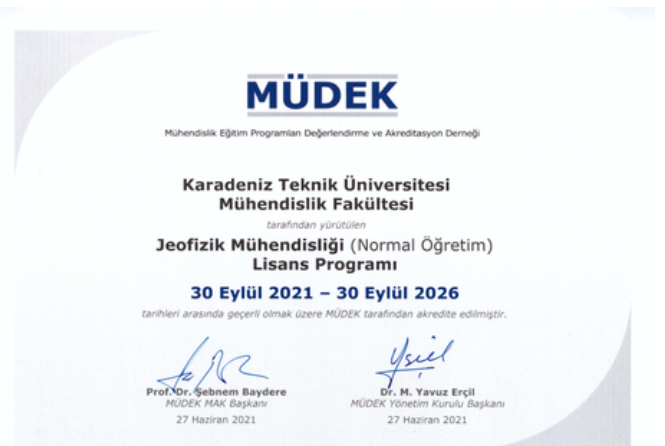 MÜDEK
Mühendislik Eğitim Programları Değerlendirme ve Akreditasyon Derneği
Karadeniz Teknik Üniversitesi
Mühendislik Fakültesi
tarafından yürütülen
Jeofizik Mühendisliği (Normal Öğretim)
Lisans Programı
30 Eylül 2021 – 30 Eylül 2026
tarihleri arasında geçerli olmak üzere MÜDEK tarafından akredite edilmiştir.
Prof. Dr. Şebnem Baydere
MÜDEK MAK Başkanı
27 Haziran 2021
Dr. M. Yavuz Erçil
MÜDEK Yönetim Kurulu Başkanı
27 Haziran 2021